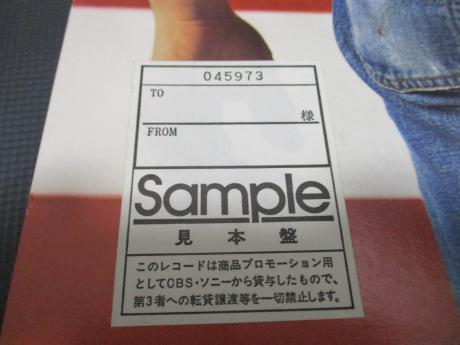 045973
TO
様
FROM
Sample
見本盤
このレコードは商品プロモーション用
としてCBS・ソニーから貸与したもので、
第3者への転貸譲渡等を一切禁止します。